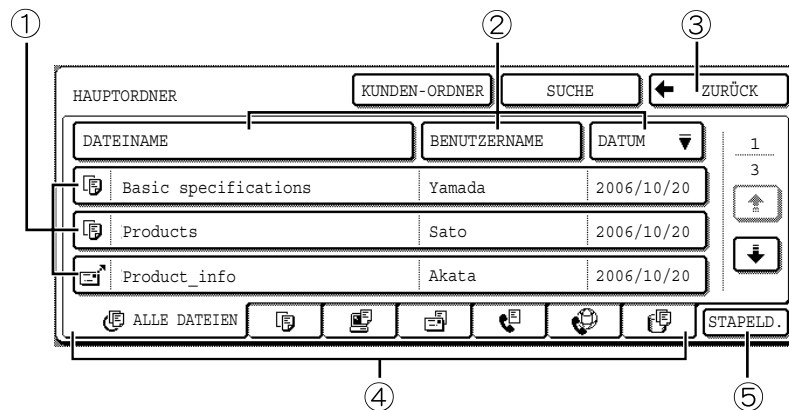 ① ② ③
HAUPTORDNER KUNDEN-ORDNER SUCHE ZURÜCK
DATEINAME BENUTZERNAME DATUM
1
3
Basic specifications Yamada 2006/10/20
Products Sato 2006/10/20
Product_info Akata 2006/10/20
ALLE DATEIEN STAPELD.
④ ⑤